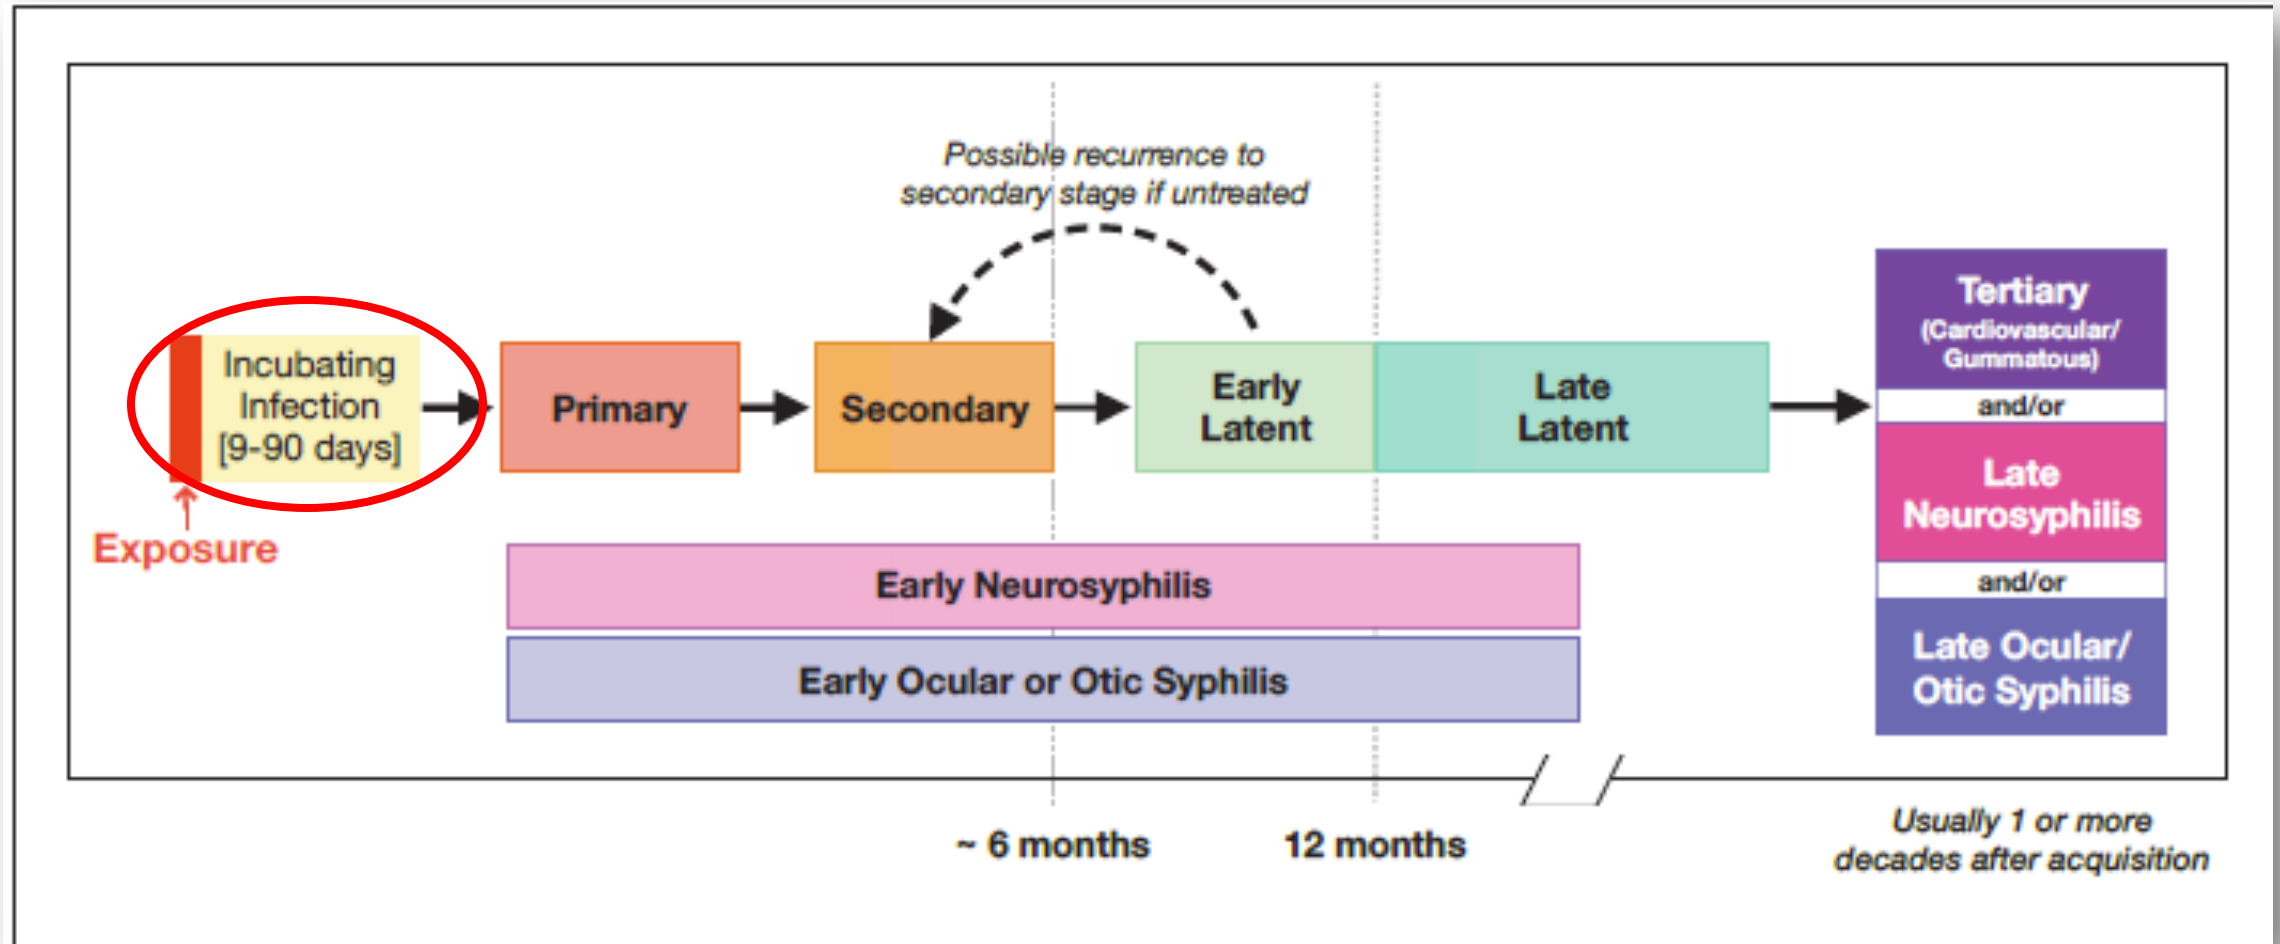 Possible recurrence to
secondary stage if untreated
Incubating
Infection
[9-90 days]
Exposure
Primary
Secondary
Early
Latent
Late
Latent
Tertiary
(Cardiovascular/
Gummatous)
and/or
Late
Neurosyphilis
and/or
Late Ocular/
Otic Syphilis
Early Neurosyphilis
Early Ocular or Otic Syphilis
~ 6 months
12 months
Usually 1 or more
decades after acquisition